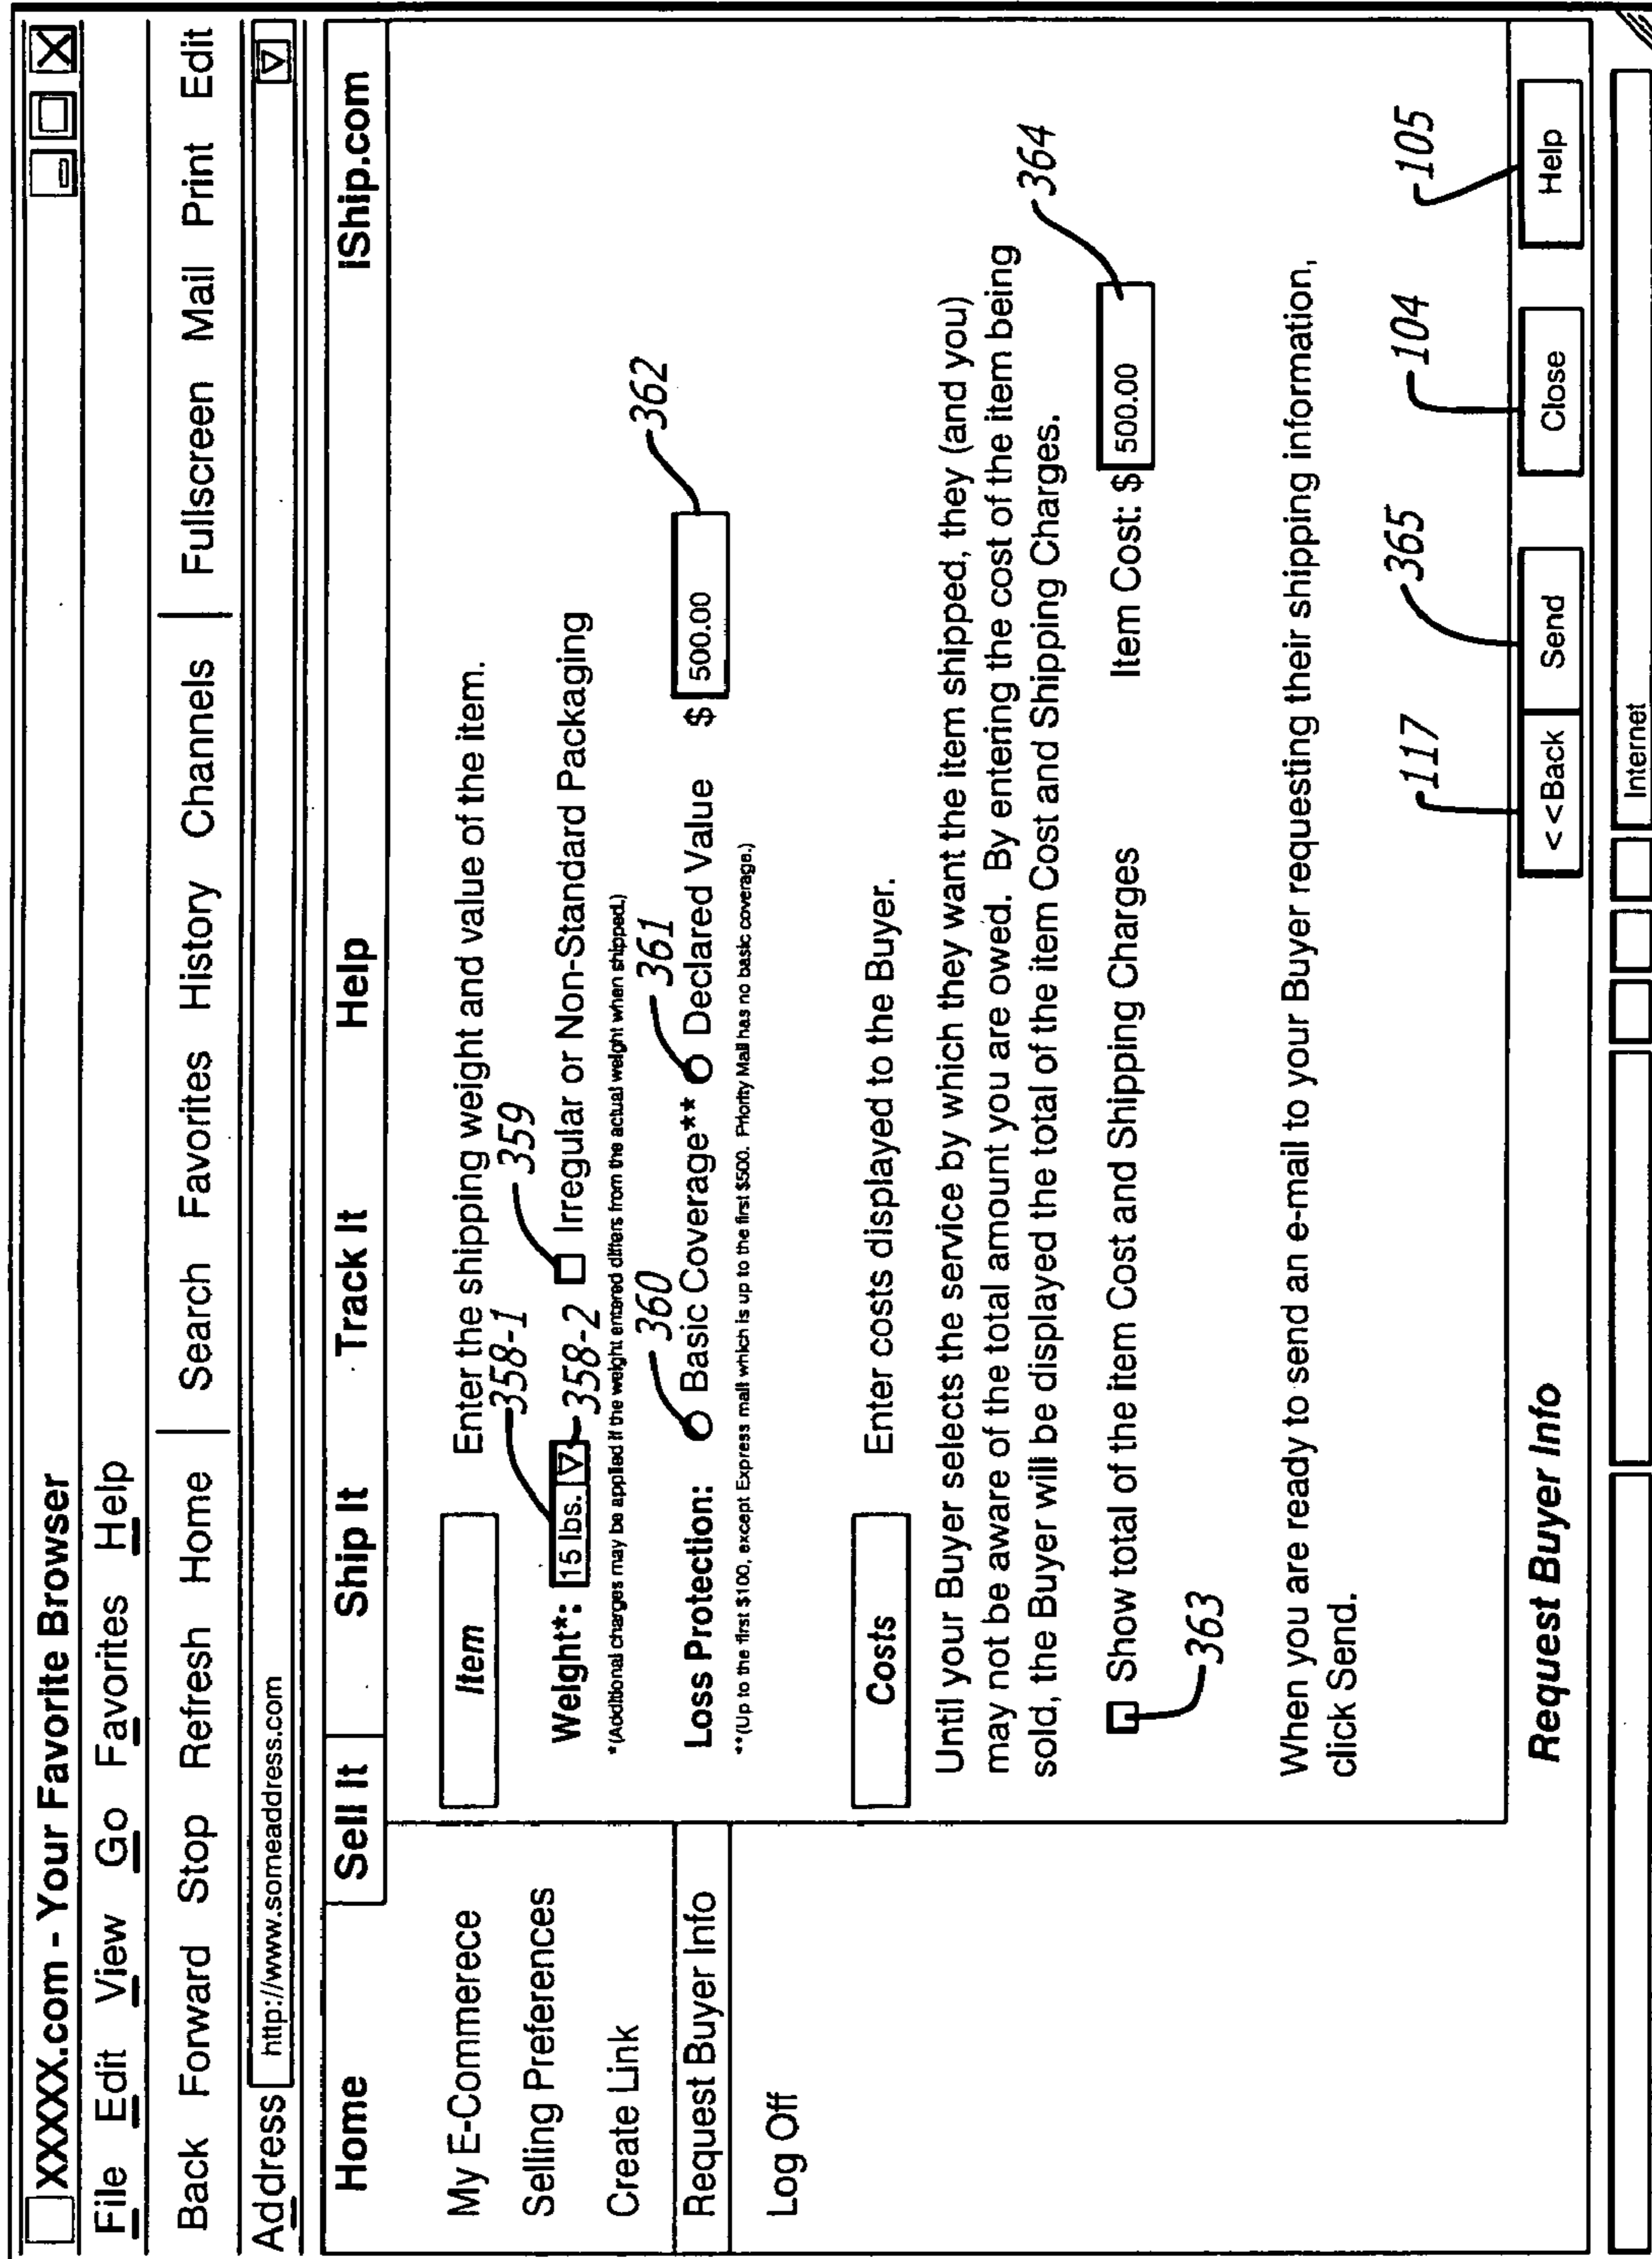 XXXXX.com - Your Favorite Browser
File Edit View Go Favorites Help
Back Forward Stop Refresh Home Search Favorites History Channels Fullscreen Mail Print Edit
Address http://www.someaddress.com
Home Sell It Ship It Track It Help iShip.com
My E-Commerece
Selling Preferences
Create Link
Request Buyer Info
Log Off
Item Enter the shipping weight and value of the item.
358-1 359
Weight*: 15 lbs. 358-2 Irregular or Non-Standard Packaging
*(Additional charges may be applied if the weight entered differs from the actual weight when shipped.)
360 361 362
Loss Protection: Basic Coverage** Declared Value $ 500.00
**(Up to the first $100, except Express mail which is up to the first $500. Priority Mail has no basic coverage.)
Costs Enter costs displayed to the Buyer.
Until your Buyer selects the service by which they want the item shipped, they (and you)
may not be aware of the total amount you are owed. By entering the cost of the item being
sold, the Buyer will be displayed the total of the item Cost and Shipping Charges.
364
Show total of the item Cost and Shipping Charges Item Cost: $ 500.00
363
When you are ready to send an e-mail to your Buyer requesting their shipping information,
click Send.
117 365 104 105
Request Buyer Info <<Back Send Close Help
Internet